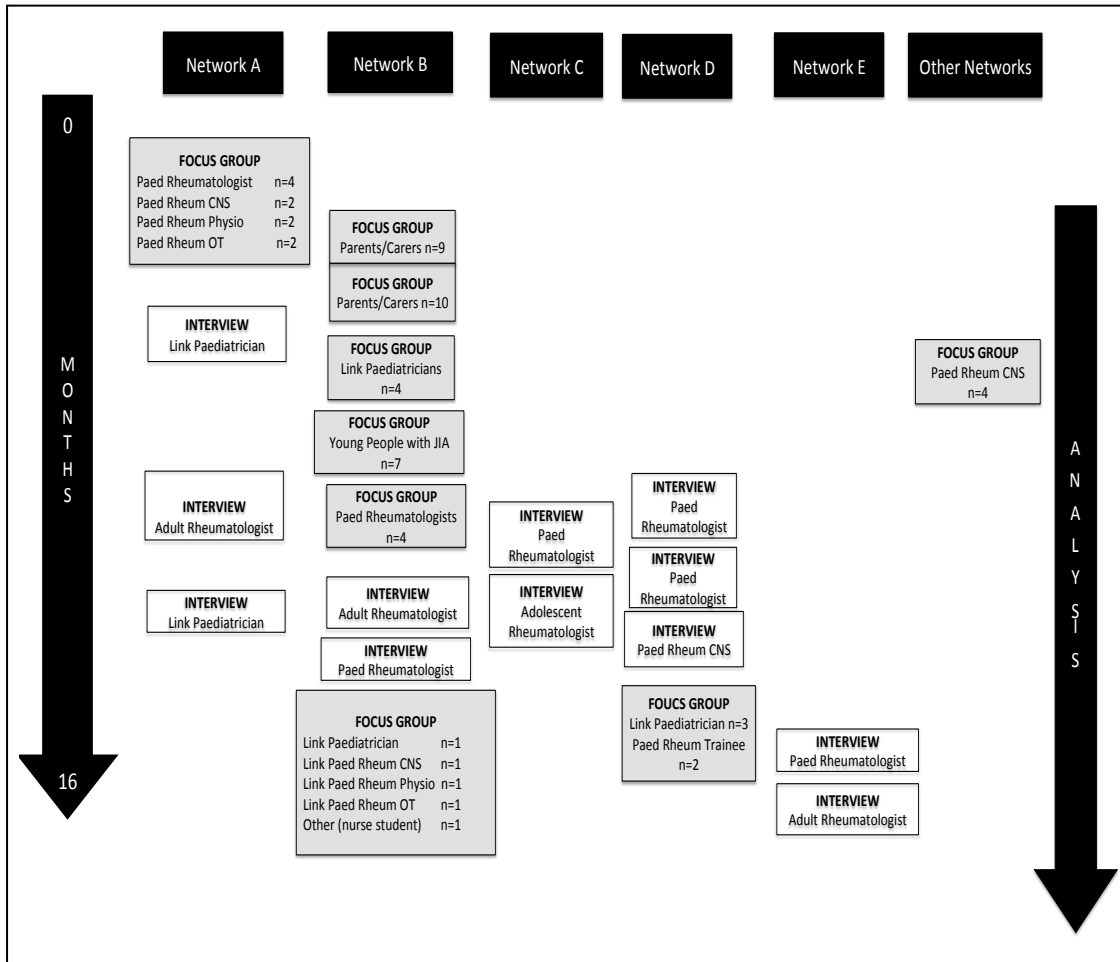 Network A
Network B
Network C
Network D
Network E
Other Networks
0
MONTHS
16
FOCUS GROUP
Paed Rheumatologist n=4
Paed Rheum CNS n=2
Paed Rheum Physio n=2
Paed Rheum OT n=2
INTERVIEW
Link Paediatrician
INTERVIEW
Adult Rheumatologist
INTERVIEW
Link Paediatrician
FOCUS GROUP
Parents/Carers n=9
FOCUS GROUP
Parents/Carers n=10
FOCUS GROUP
Link Paediatricians
n=4
FOCUS GROUP
Young People with JIA
n=7
FOCUS GROUP
Paed Rheumatologists
n=4
INTERVIEW
Adult Rheumatologist
INTERVIEW
Paed Rheumatologist
FOCUS GROUP
Link Paediatrician n=1
Link Paed Rheum CNS n=1
Link Paed Rheum Physio n=1
Link Paed Rheum OT n=1
Other (nurse student) n=1
INTERVIEW
Paed
Rheumatologist
INTERVIEW
Adolescent
Rheumatologist
INTERVIEW
Paed
Rheumatologist
INTERVIEW
Paed
Rheumatologist
INTERVIEW
Paed Rheum CNS
FOUCS GROUP
Link Paediatrician n=3
Paed Rheum Trainee
n=2
INTERVIEW
Paed Rheumatologist
INTERVIEW
Adult Rheumatologist
FOCUS GROUP
Paed Rheum CNS
n=4
ANALYSIS